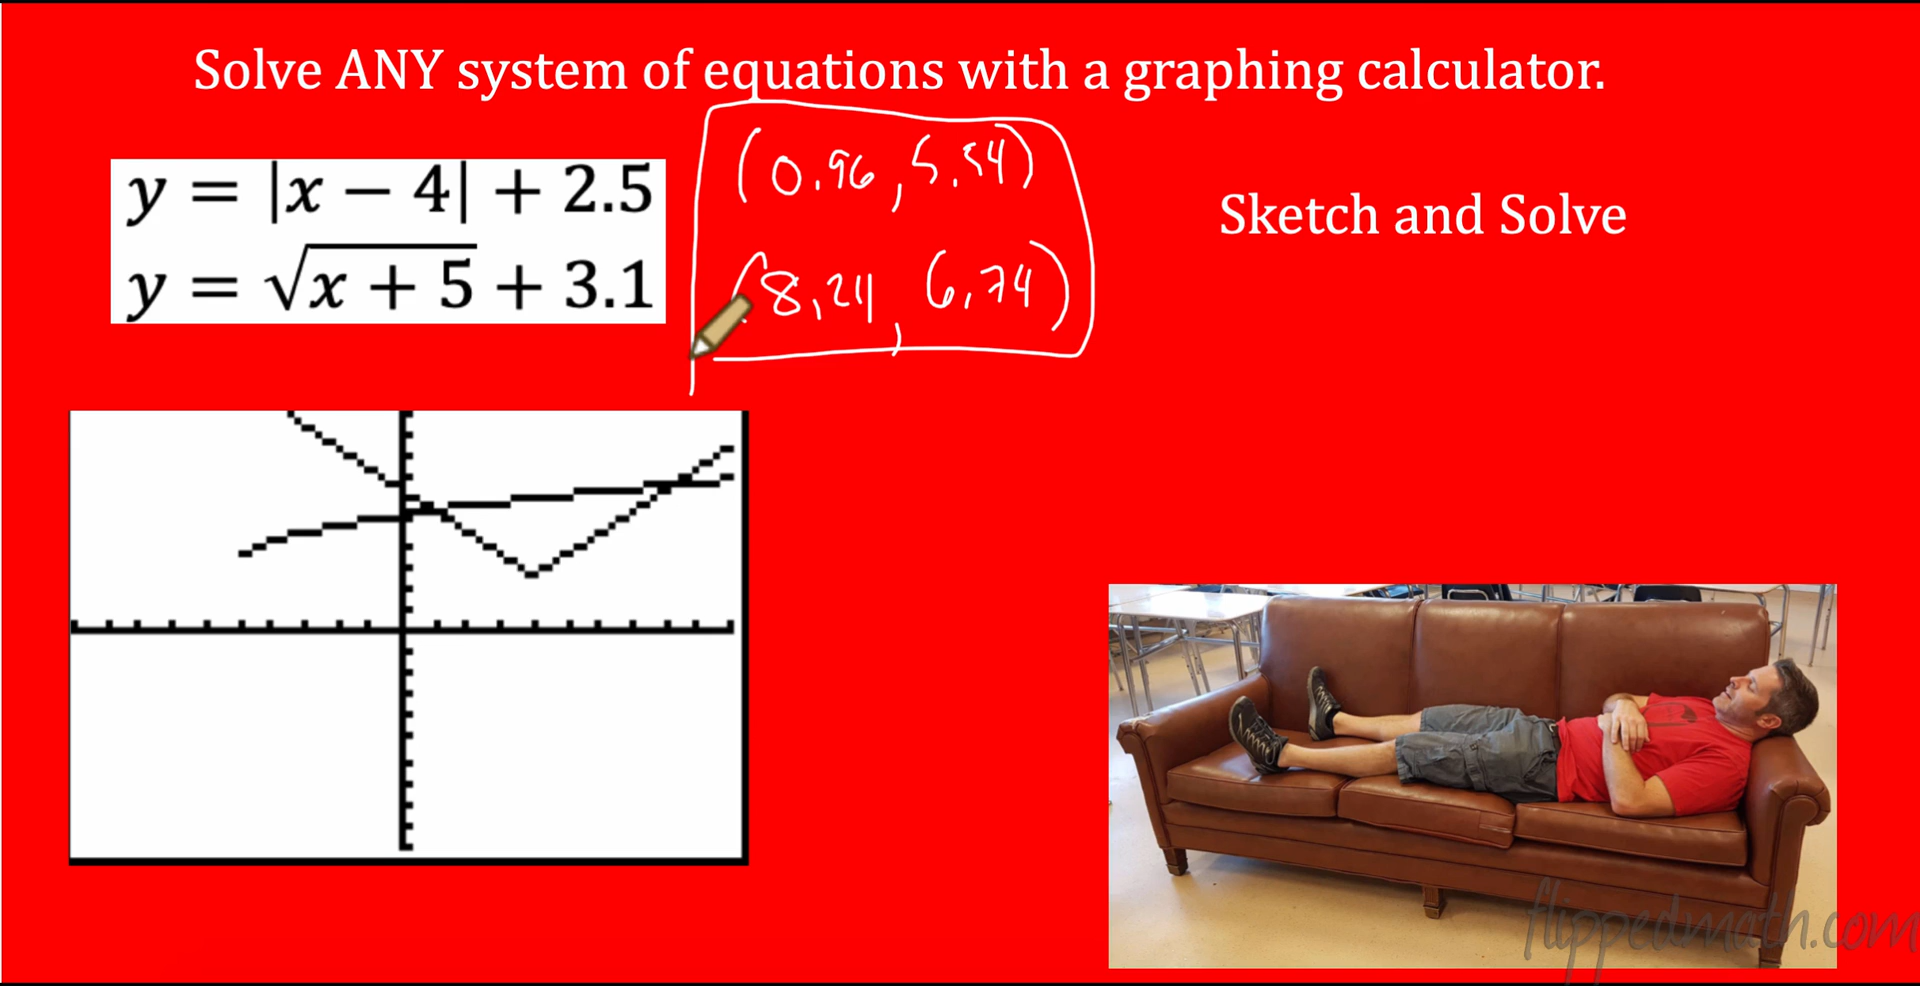 Solve ANY system of equations with a graphing calculator.
y = |x − 4| + 2.5
y = √x + 5 + 3.1
(0.96, 5.54)
(8.24, 6.74)
Sketch and Solve
flippedmath.com